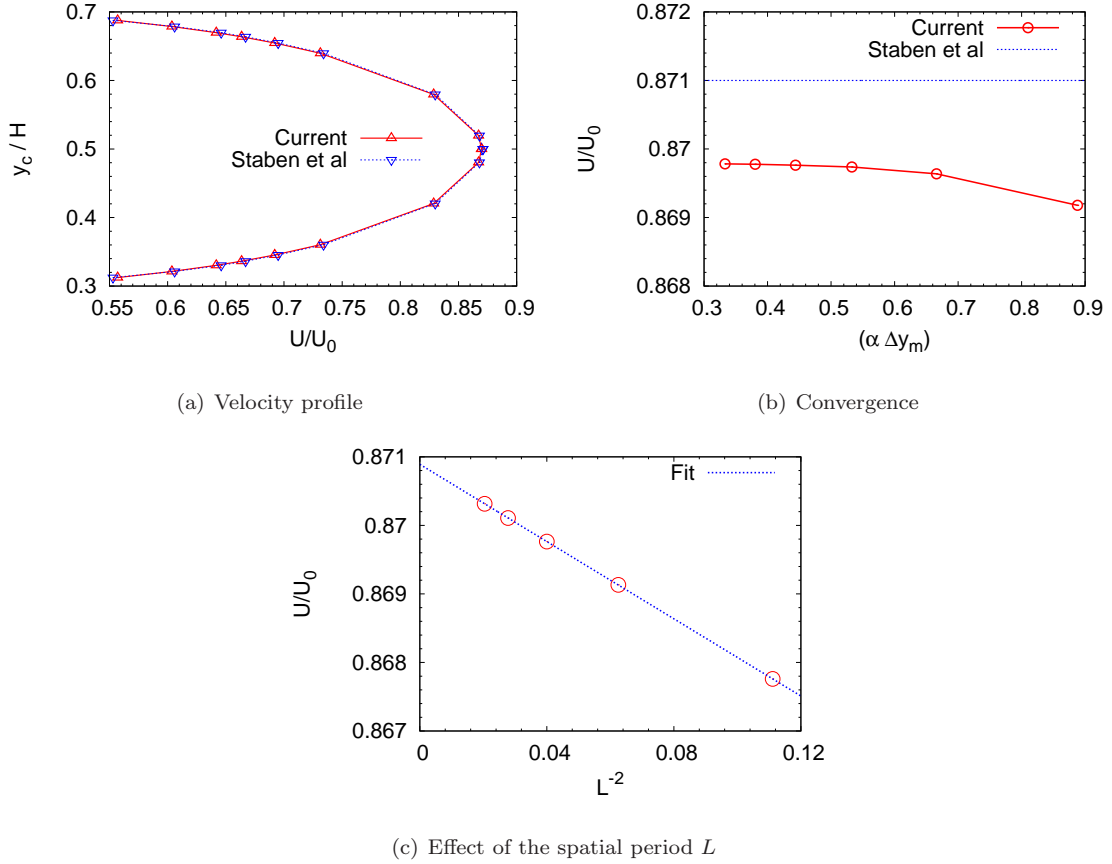 0.7
0.6
0.5
0.4
0.3
y_c / H
Current
Staben et al
0.55 0.6 0.65 0.7 0.75 0.8 0.85 0.9
U/U_0
(a) Velocity profile
0.872
0.871
0.87
0.869
0.868
U/U_0
Current
Staben et al
0.3 0.4 0.5 0.6 0.7 0.8 0.9
(α Δy_m)
(b) Convergence
0.871
0.87
0.869
0.868
0.867
U/U_0
Fit
0 0.04 0.08 0.12
L^-2
(c) Effect of the spatial period L